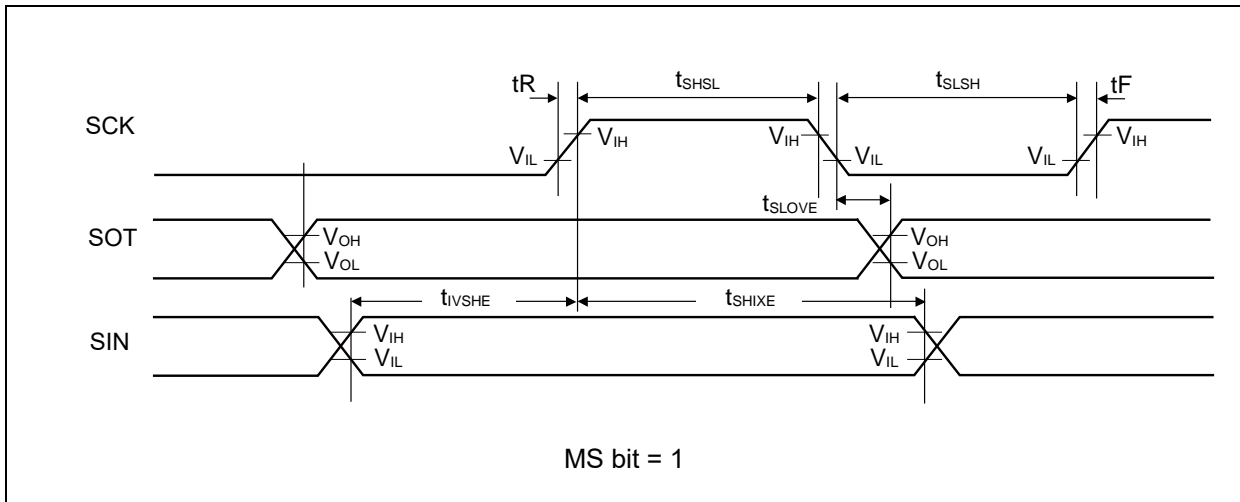 tR tSHSL tSLSH tF
SCK
VIH VIH VIH
VIL VIL VIL
tSLOVE
SOT
VOH VOH
VOL VOL
tIVSHE tSHIXE
SIN
VIH VIH
VIL VIL
MS bit = 1